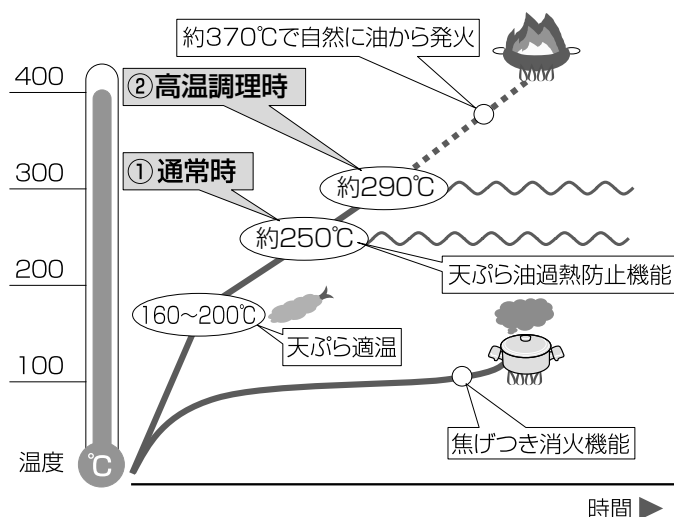 約370℃で自然に油から発火
400
②高温調理時
①通常時
300
約290℃
約250℃
200
天ぷら油過熱防止機能
160～200℃
天ぷら適温
100
焦げつき消火機能
温度
℃
時間▶